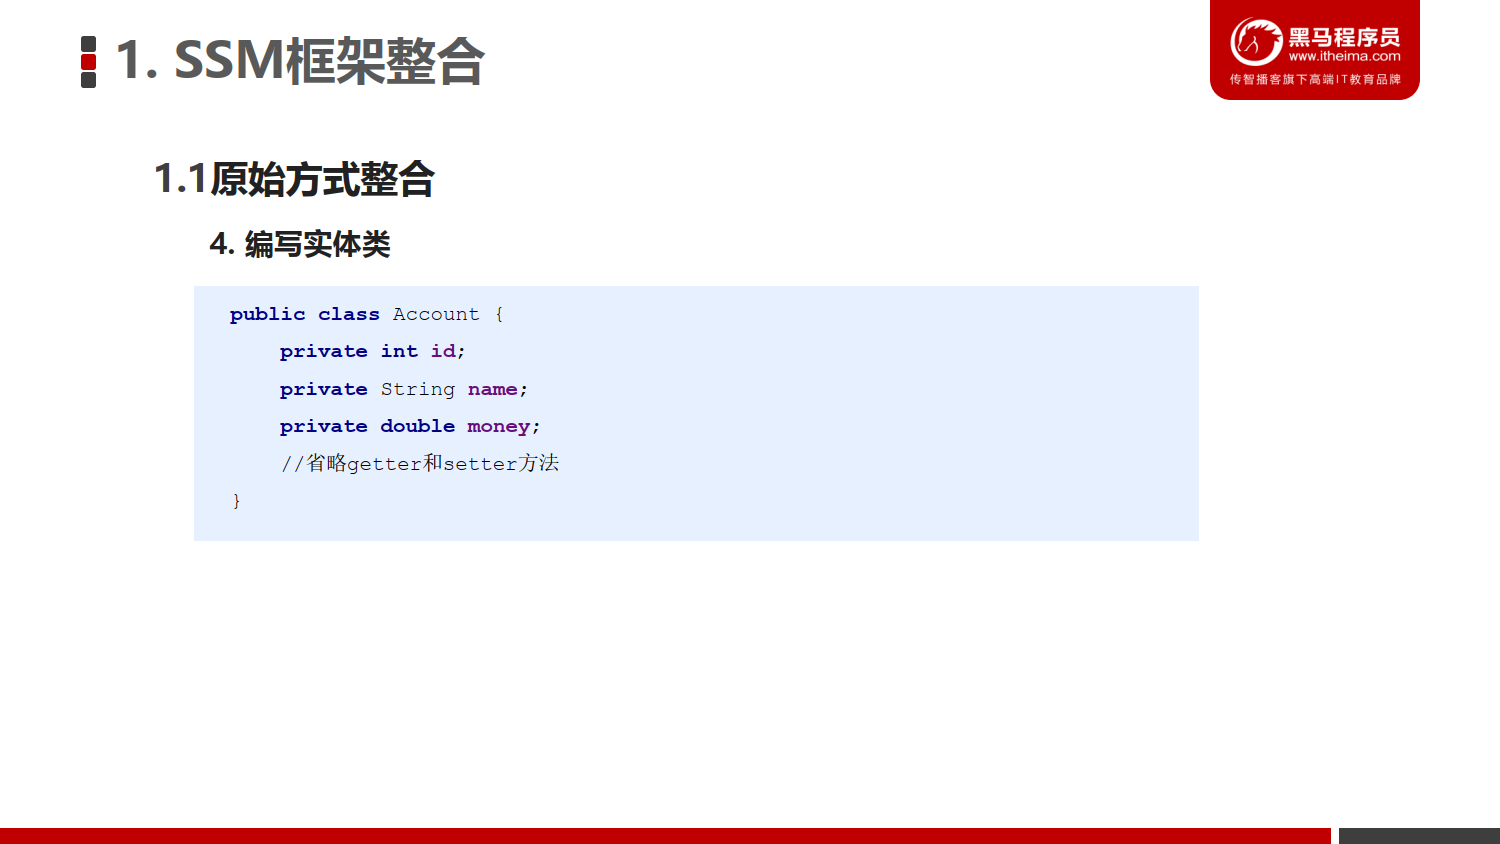 1. SSM框架整合
黑马程序员
www.itheima.com
传智播客旗下高端IT教育品牌
1.1原始方式整合
4. 编写实体类
public class Account {
private int id;
private String name;
private double money;
//省略getter和setter方法
}